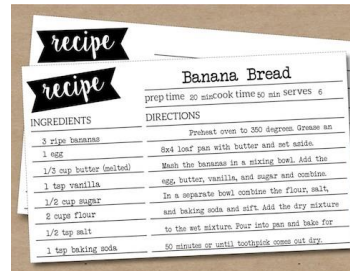 recipe
recipe
Banana Bread
prep time 20 min cook time 50 min serves 6
INGREDIENTS
3 ripe bananas
1 egg
1/3 cup butter (melted)
1 tsp vanilla
1/2 cup sugar
2 cups flour
1/2 tsp salt
1 tsp baking soda
DIRECTIONS
Preheat oven to 350 degrees. Grease an
8x4 loaf pan with butter and set aside.
Mash the bananas in a mixing bowl. Add the
egg, butter, vanilla, and sugar and combine.
In a separate bowl combine the flour, salt,
and baking soda and sift. Add the dry mixture
to the wet mixture. Pour into pan and bake for
50 minutes or until toothpick comes out dry.